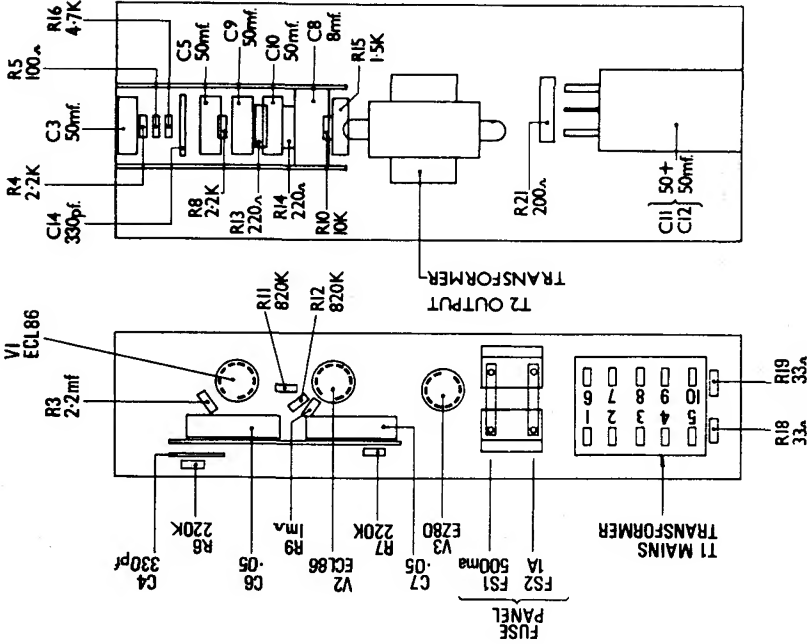 R16
4·7K
R5
100Ω
C3
50mf.
R4
2·2K
C14
330pf.
C5
50mf.
C9
50mf.
C10
50mf.
C8
8mf.
R15
1·5K
R8
2·2K
R13
220Ω
R14
220Ω
R10
10K
R21
200Ω
C11
C12
50+
50mf.
T2 OUTPUT
TRANSFORMER
V1
ECL86
R3
2·2mf
R11
820K
R12
820K
C4
330pf
R6
220K
C6
·05
R9
1mΩ
V2
ECL86
R7
220K
C7
·05
V3
EZ80
FUSE
PANEL
FS1
500ma
FS2
1A
T1 MAINS
TRANSFORMER
1 6
2 7
3 8
4 9
5 10
R18
33Ω
R19
33Ω